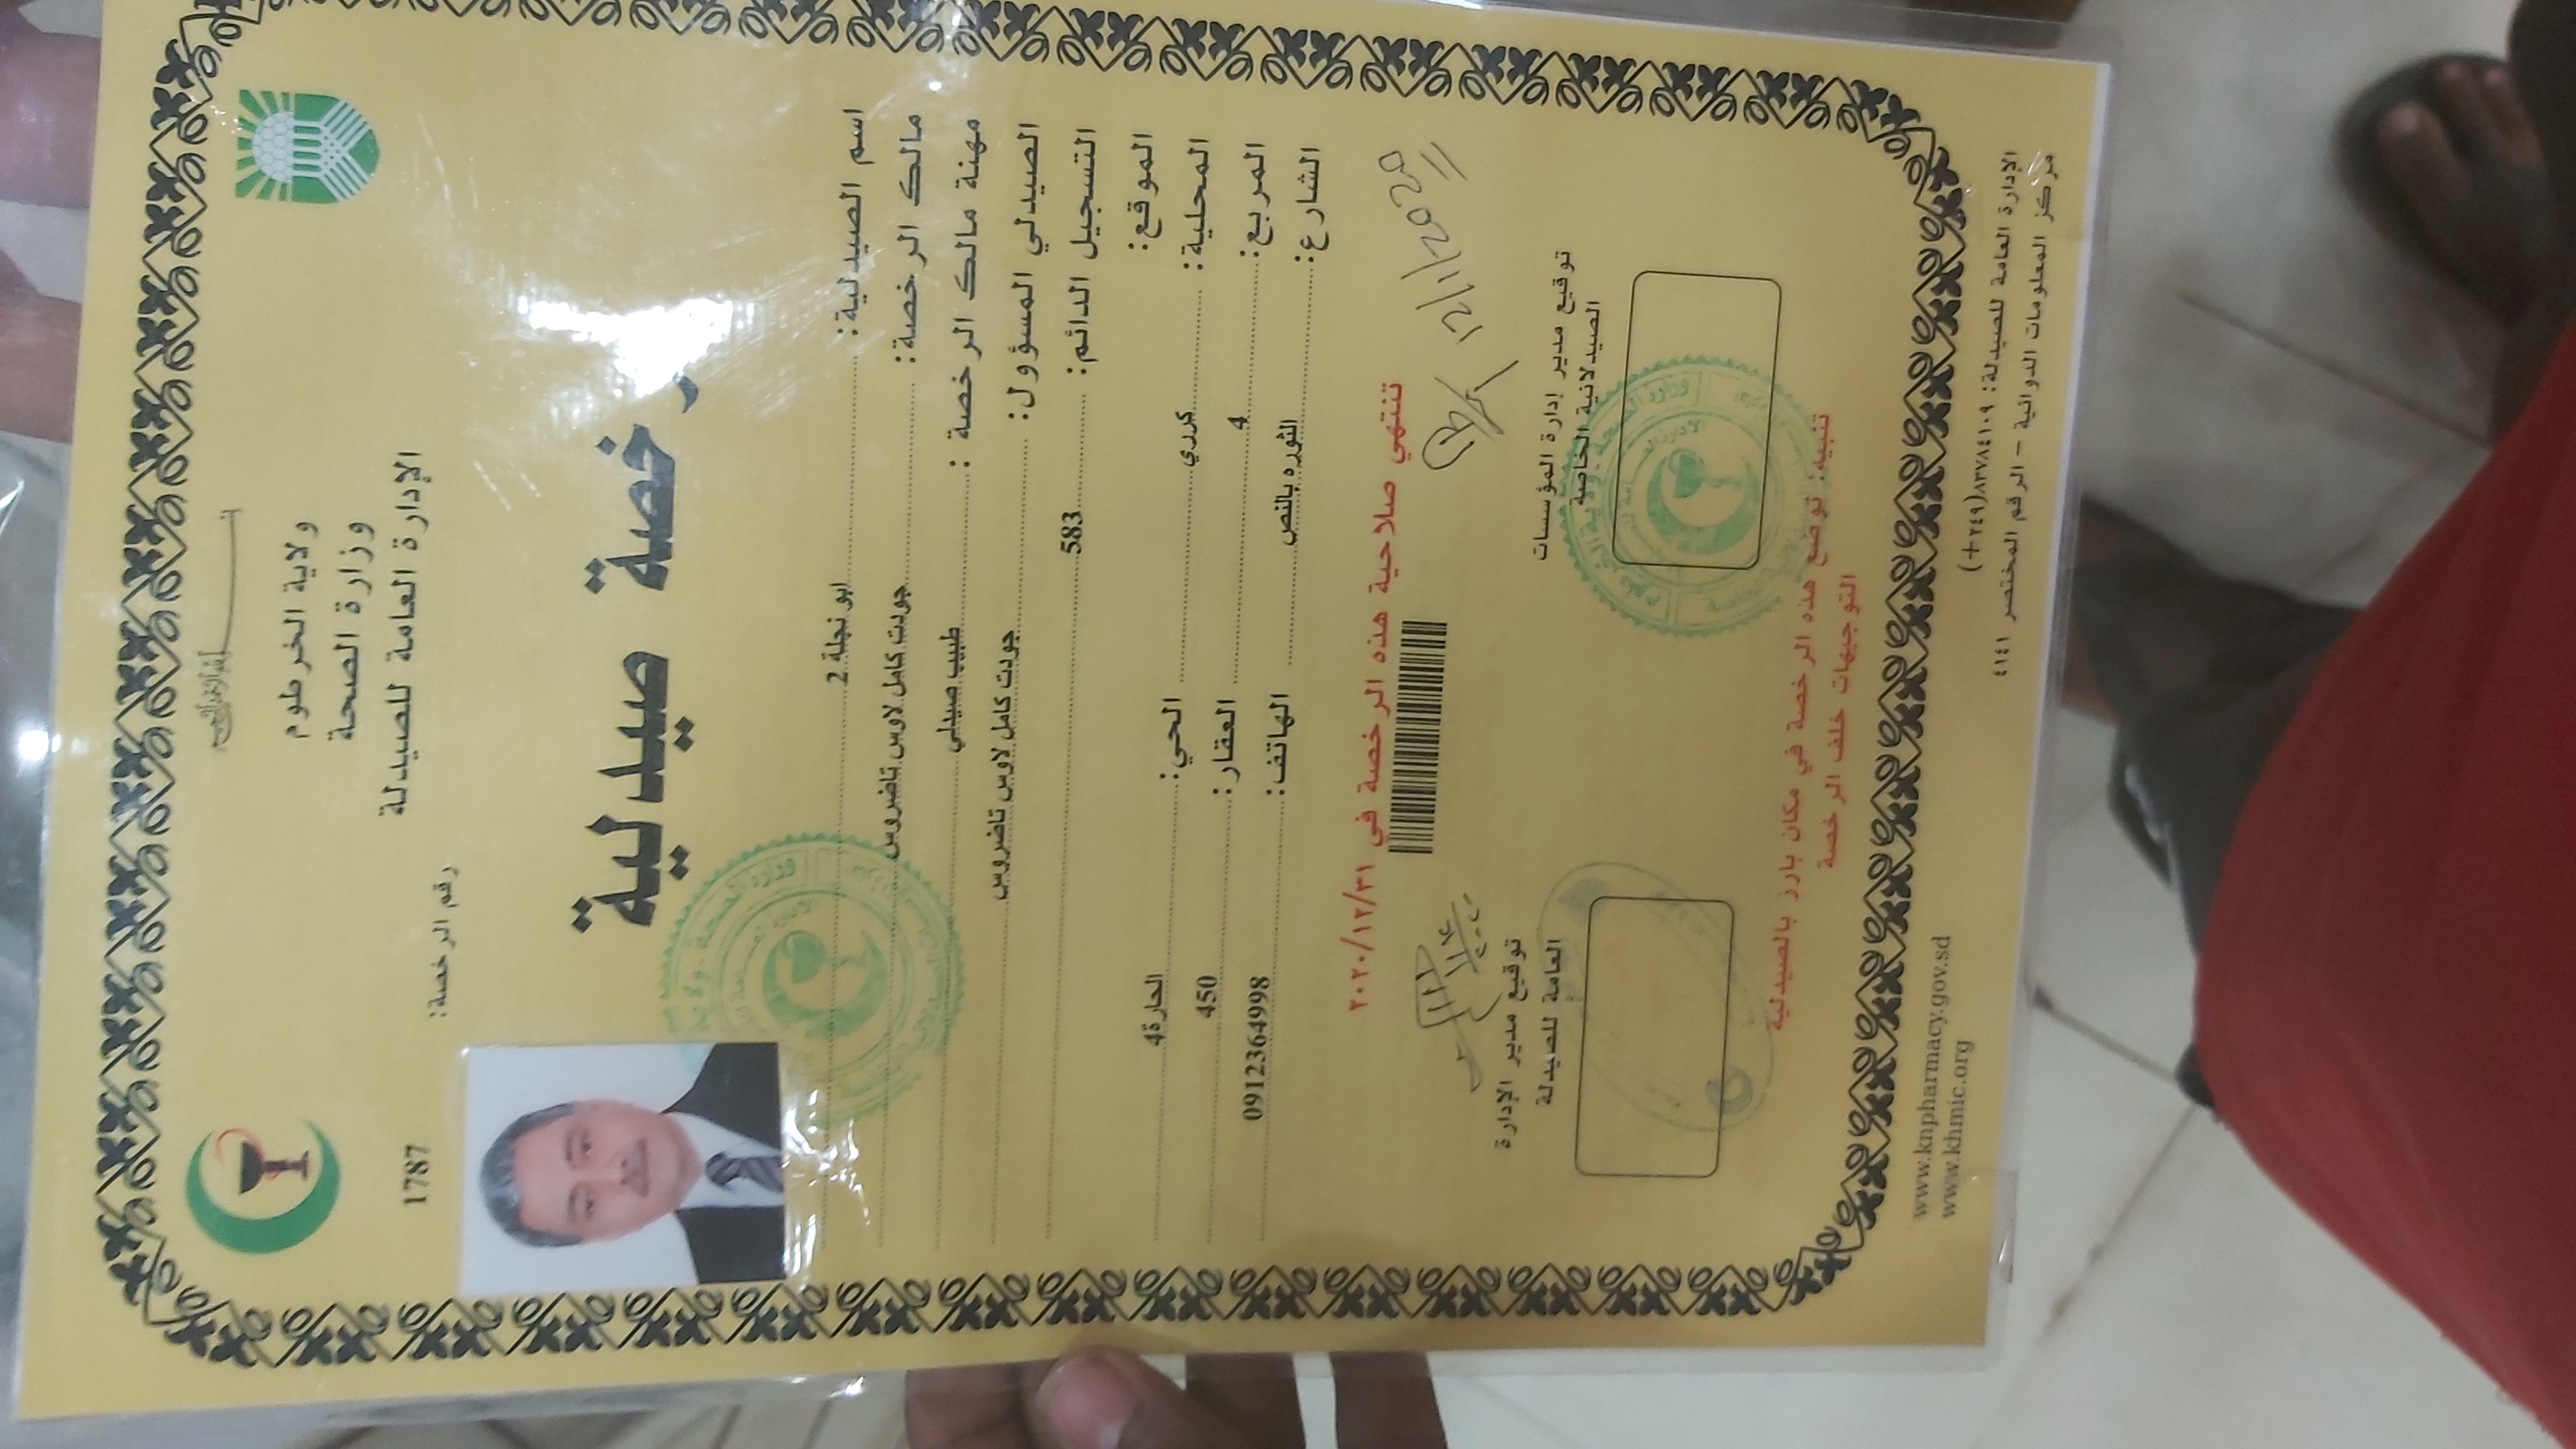 بسم الله الرحمن الرحيم
ولاية الخرطوم
وزارة الصحة
الإدارة العامة للصيدلة
رقم الرخصة: 1787
رخصة صيدلية
اسم الصيدلية: ابو نجلة 2
مالك الرخصة: جودت كامل لاوس تاضروس
مهنة مالك الرخصة : طبيب صيدلي
الصيدلي المسؤول: جودت كامل لاوس تاضروس
التسجيل الدائم: 583
الموقع:
المحلية: كرري الحي: الحارة4
المربع: 4 العقار: 450
الشارع: الثوره بالنص الهاتف: 0912364998
تنتهي صلاحية هذه الرخصة في ٢٠٢٠/١٢/٣١
12/1/2020
توقيع مدير إدارة المؤسسات
الصيدلانية الخاصة
توقيع مدير الإدارة
العامة للصيدلة
تنبيه: توضع هذه الرخصة في مكان بارز بالصيدلية
التوجيهات خلف الرخصة
www.knpharmacy.gov.sd
www.khmic.org
الإدارة العامة للصيدلة: ٨٣٧٨٤١٠٩(٢٤٩+)
مركز المعلومات الدوائية – الرقم المختصر ٤١٤١